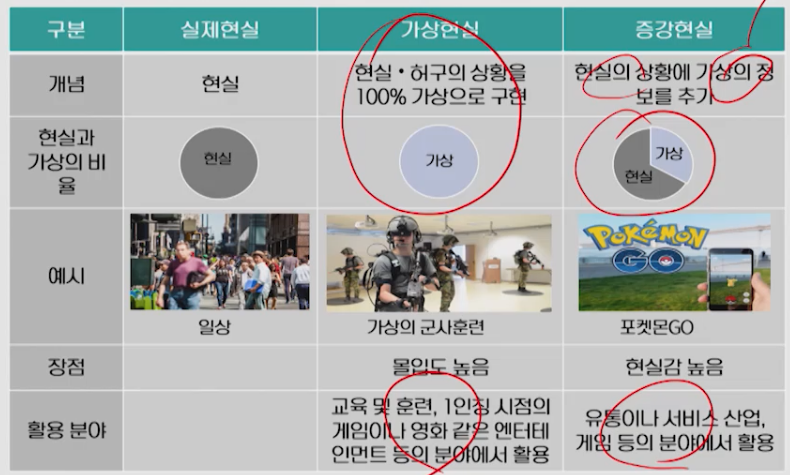 구분 실제현실 가상현실 증강현실
개념 현실 현실·허구의 상황을 100% 가상으로 구현 현실의 상황에 가상의 정보를 추가
현실과
가상의 비
율
현실
가상
가상
현실
예시
POKÉMON
GO
일상
가상의 군사훈련
포켓몬GO
장점 몰입도 높음 현실감 높음
활용 분야
교육 및 훈련, 1인칭 시점의
게임이나 영화 같은 엔터테
인먼트 등의 분야에서 활용
유통이나 서비스 산업,
게임 등의 분야에서 활용